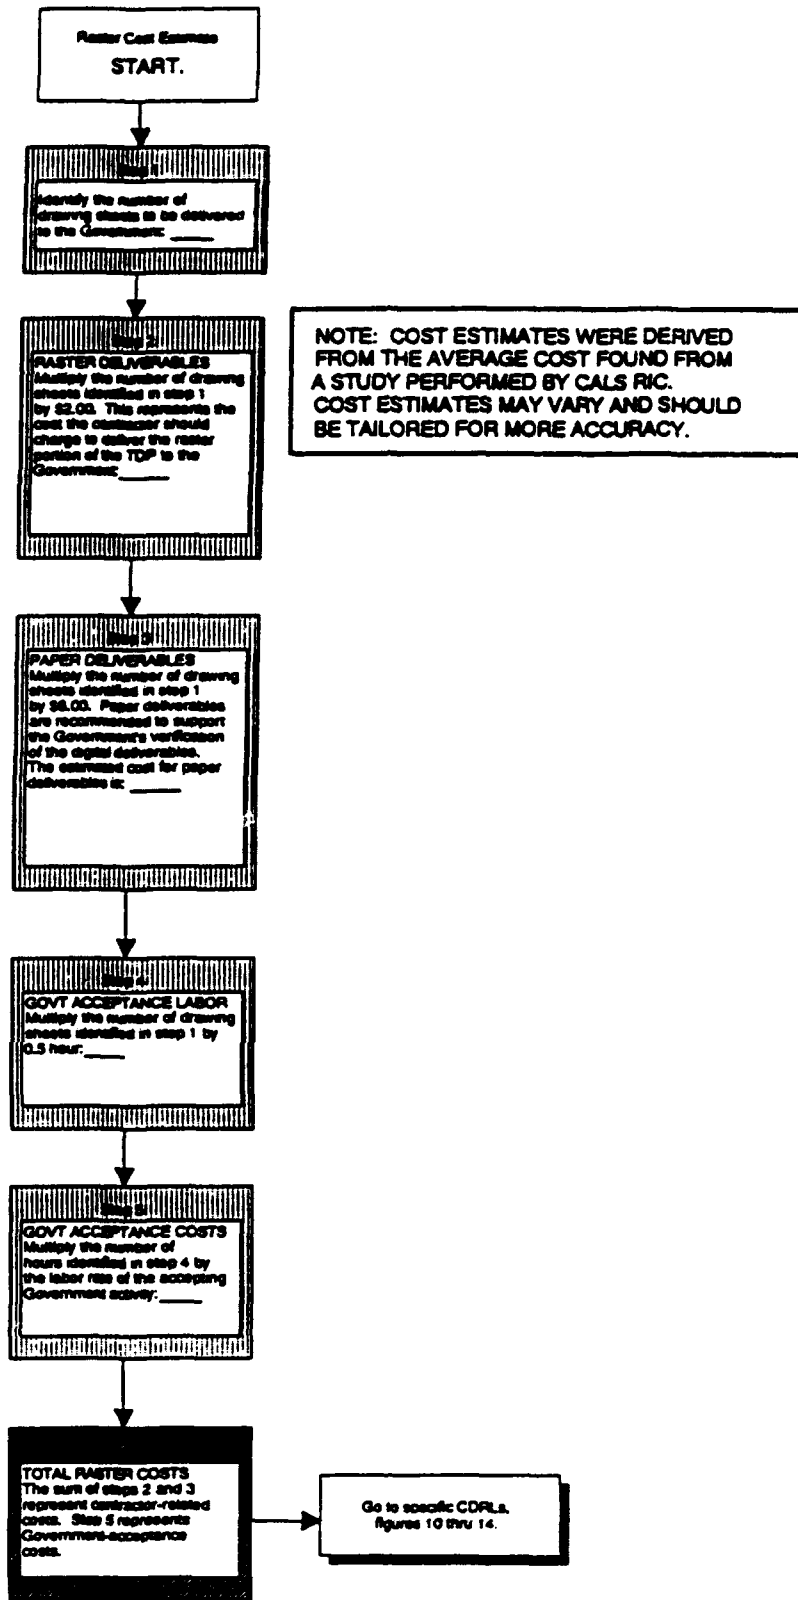 Raster Cost Estimate
START.
Step 1
Identify the number of
drawing sheets to be delivered
to the Government:
Step 2
RASTER DELIVERABLES
Multiply the number of drawing
sheets identified in step 1
by $2.00. This represents the
cost the contractor should
charge to deliver the raster
portion of the TDP to the
Government:
NOTE: COST ESTIMATES WERE DERIVED
FROM THE AVERAGE COST FOUND FROM
A STUDY PERFORMED BY CALS RIC.
COST ESTIMATES MAY VARY AND SHOULD
BE TAILORED FOR MORE ACCURACY.
Step 3
PAPER DELIVERABLES
Multiply the number of drawing
sheets identified in step 1
by $6.00. Paper deliverables
are recommended to support
the Government's verification
of the digital deliverables.
The estimated cost for paper
deliverables is:
Step 4
GOVT ACCEPTANCE LABOR
Multiply the number of drawing
sheets identified in step 1 by
0.5 hour:
Step 5
GOVT ACCEPTANCE COSTS
Multiply the number of
hours identified in step 4 by
the labor rate of the accepting
Government activity:
TOTAL RASTER COSTS
The sum of steps 2 and 3
represent contractor-related
costs. Step 5 represents
Government-acceptance
costs.
Go to specific CDRLs,
figures 10 thru 14.